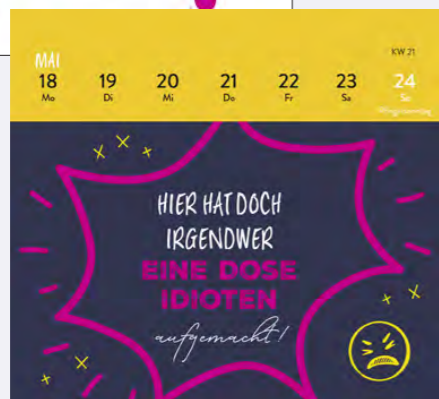 KW 21
MAI
18 19 20 21 22 23 24
Mo Di Mi Do Fr Sa So
Pfingstsonntag
HIER HAT DOCH
IRGENDWER
EINE DOSE
IDIOTEN
aufgemacht!